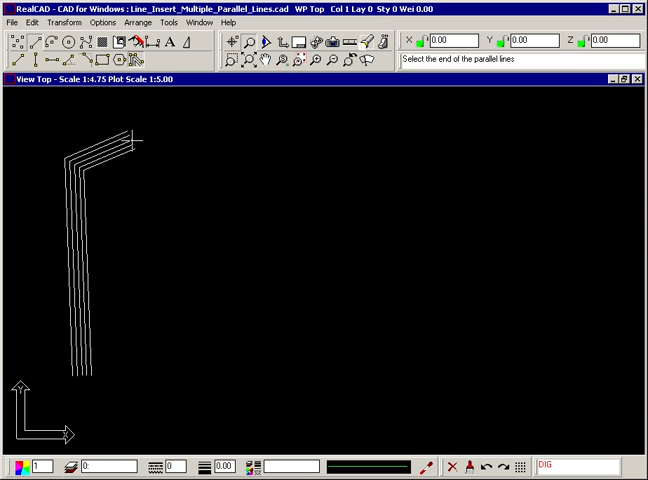 RealCAD - CAD for Windows : Line_Insert_Multiple_Parallel_Lines.cad WP Top Col 1 Lay 0 Sty 0 Wei 0.00
File Edit Transform Options Arrange Tools Window Help
X 0.00 Y 0.00 Z 0.00
Select the end of the parallel lines
View Top - Scale 1:4.75 Plot Scale 1:5.00
Y
X
1 0: 0 0.00 DIG